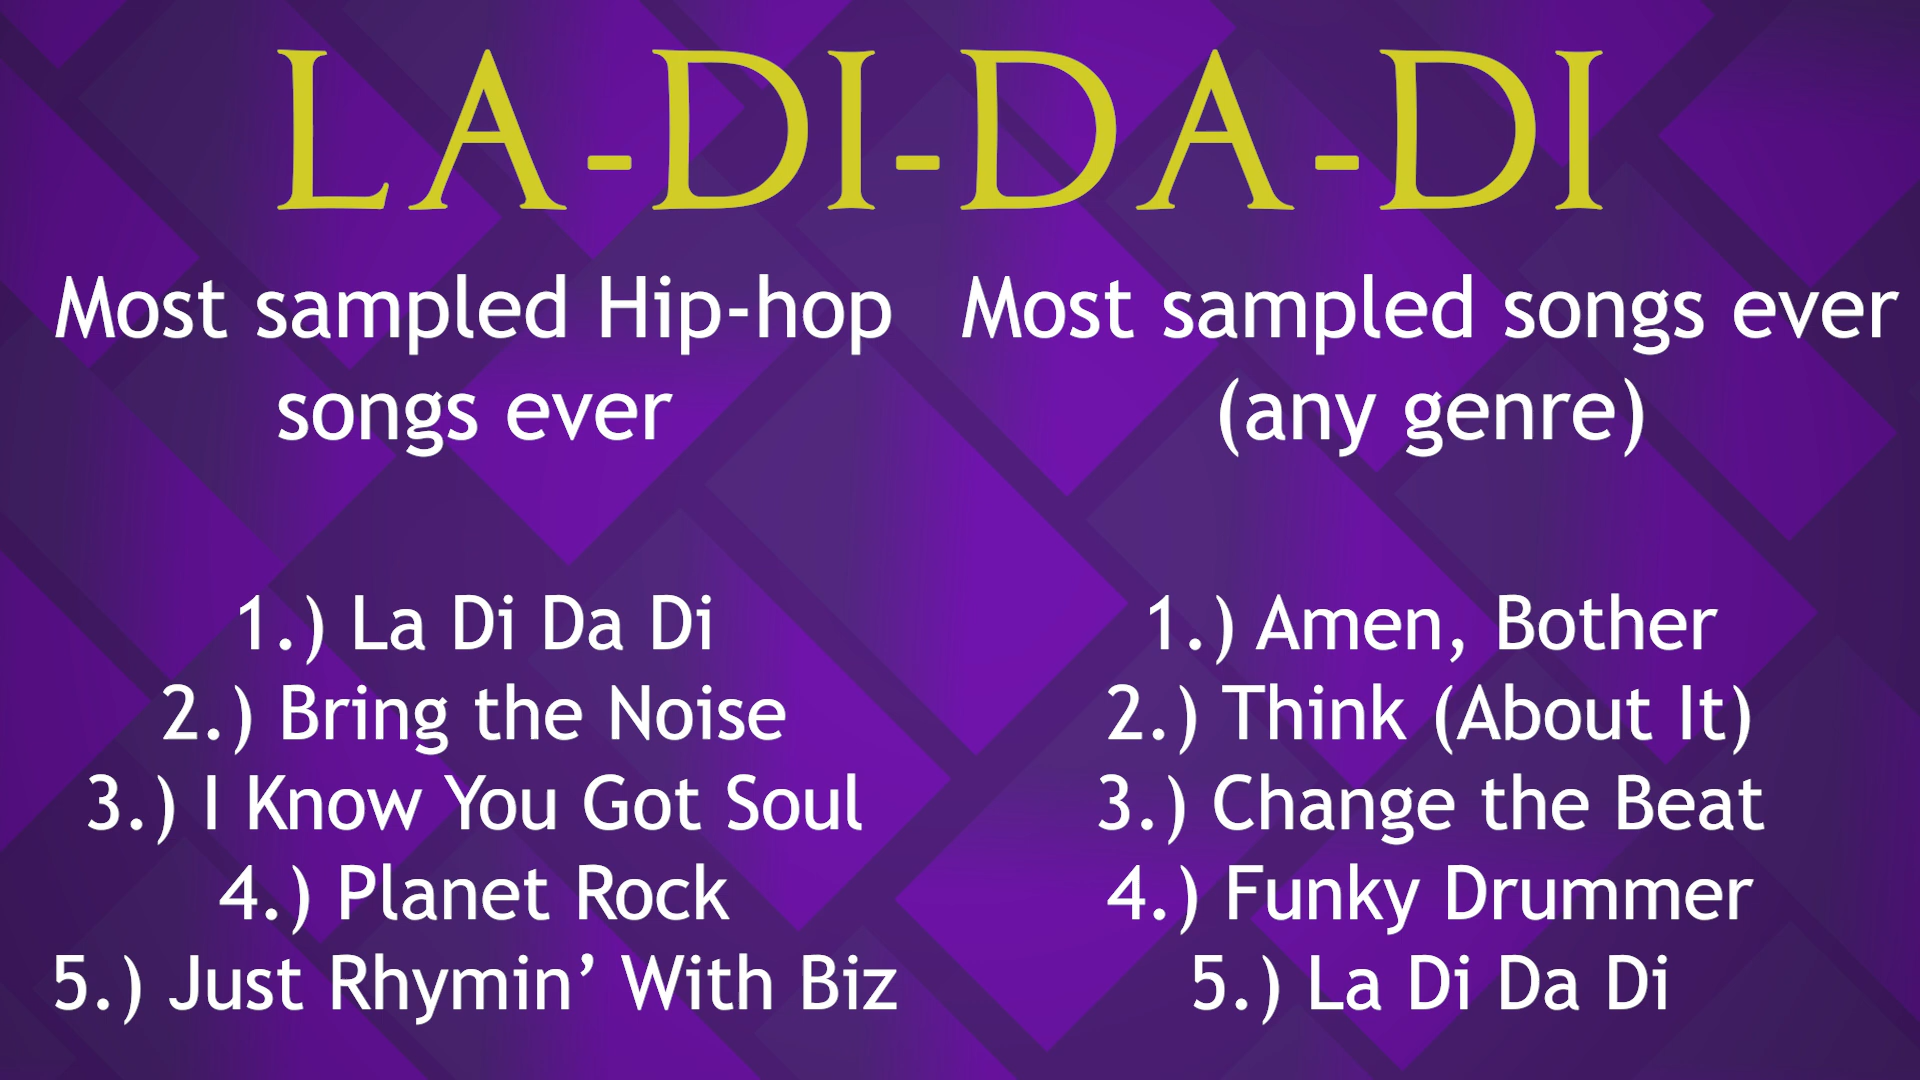 LA-DI-DA-DI
Most sampled Hip-hop
songs ever
1.) La Di Da Di
2.) Bring the Noise
3.) I Know You Got Soul
4.) Planet Rock
5.) Just Rhymin’ With Biz
Most sampled songs ever
(any genre)
1.) Amen, Bother
2.) Think (About It)
3.) Change the Beat
4.) Funky Drummer
5.) La Di Da Di